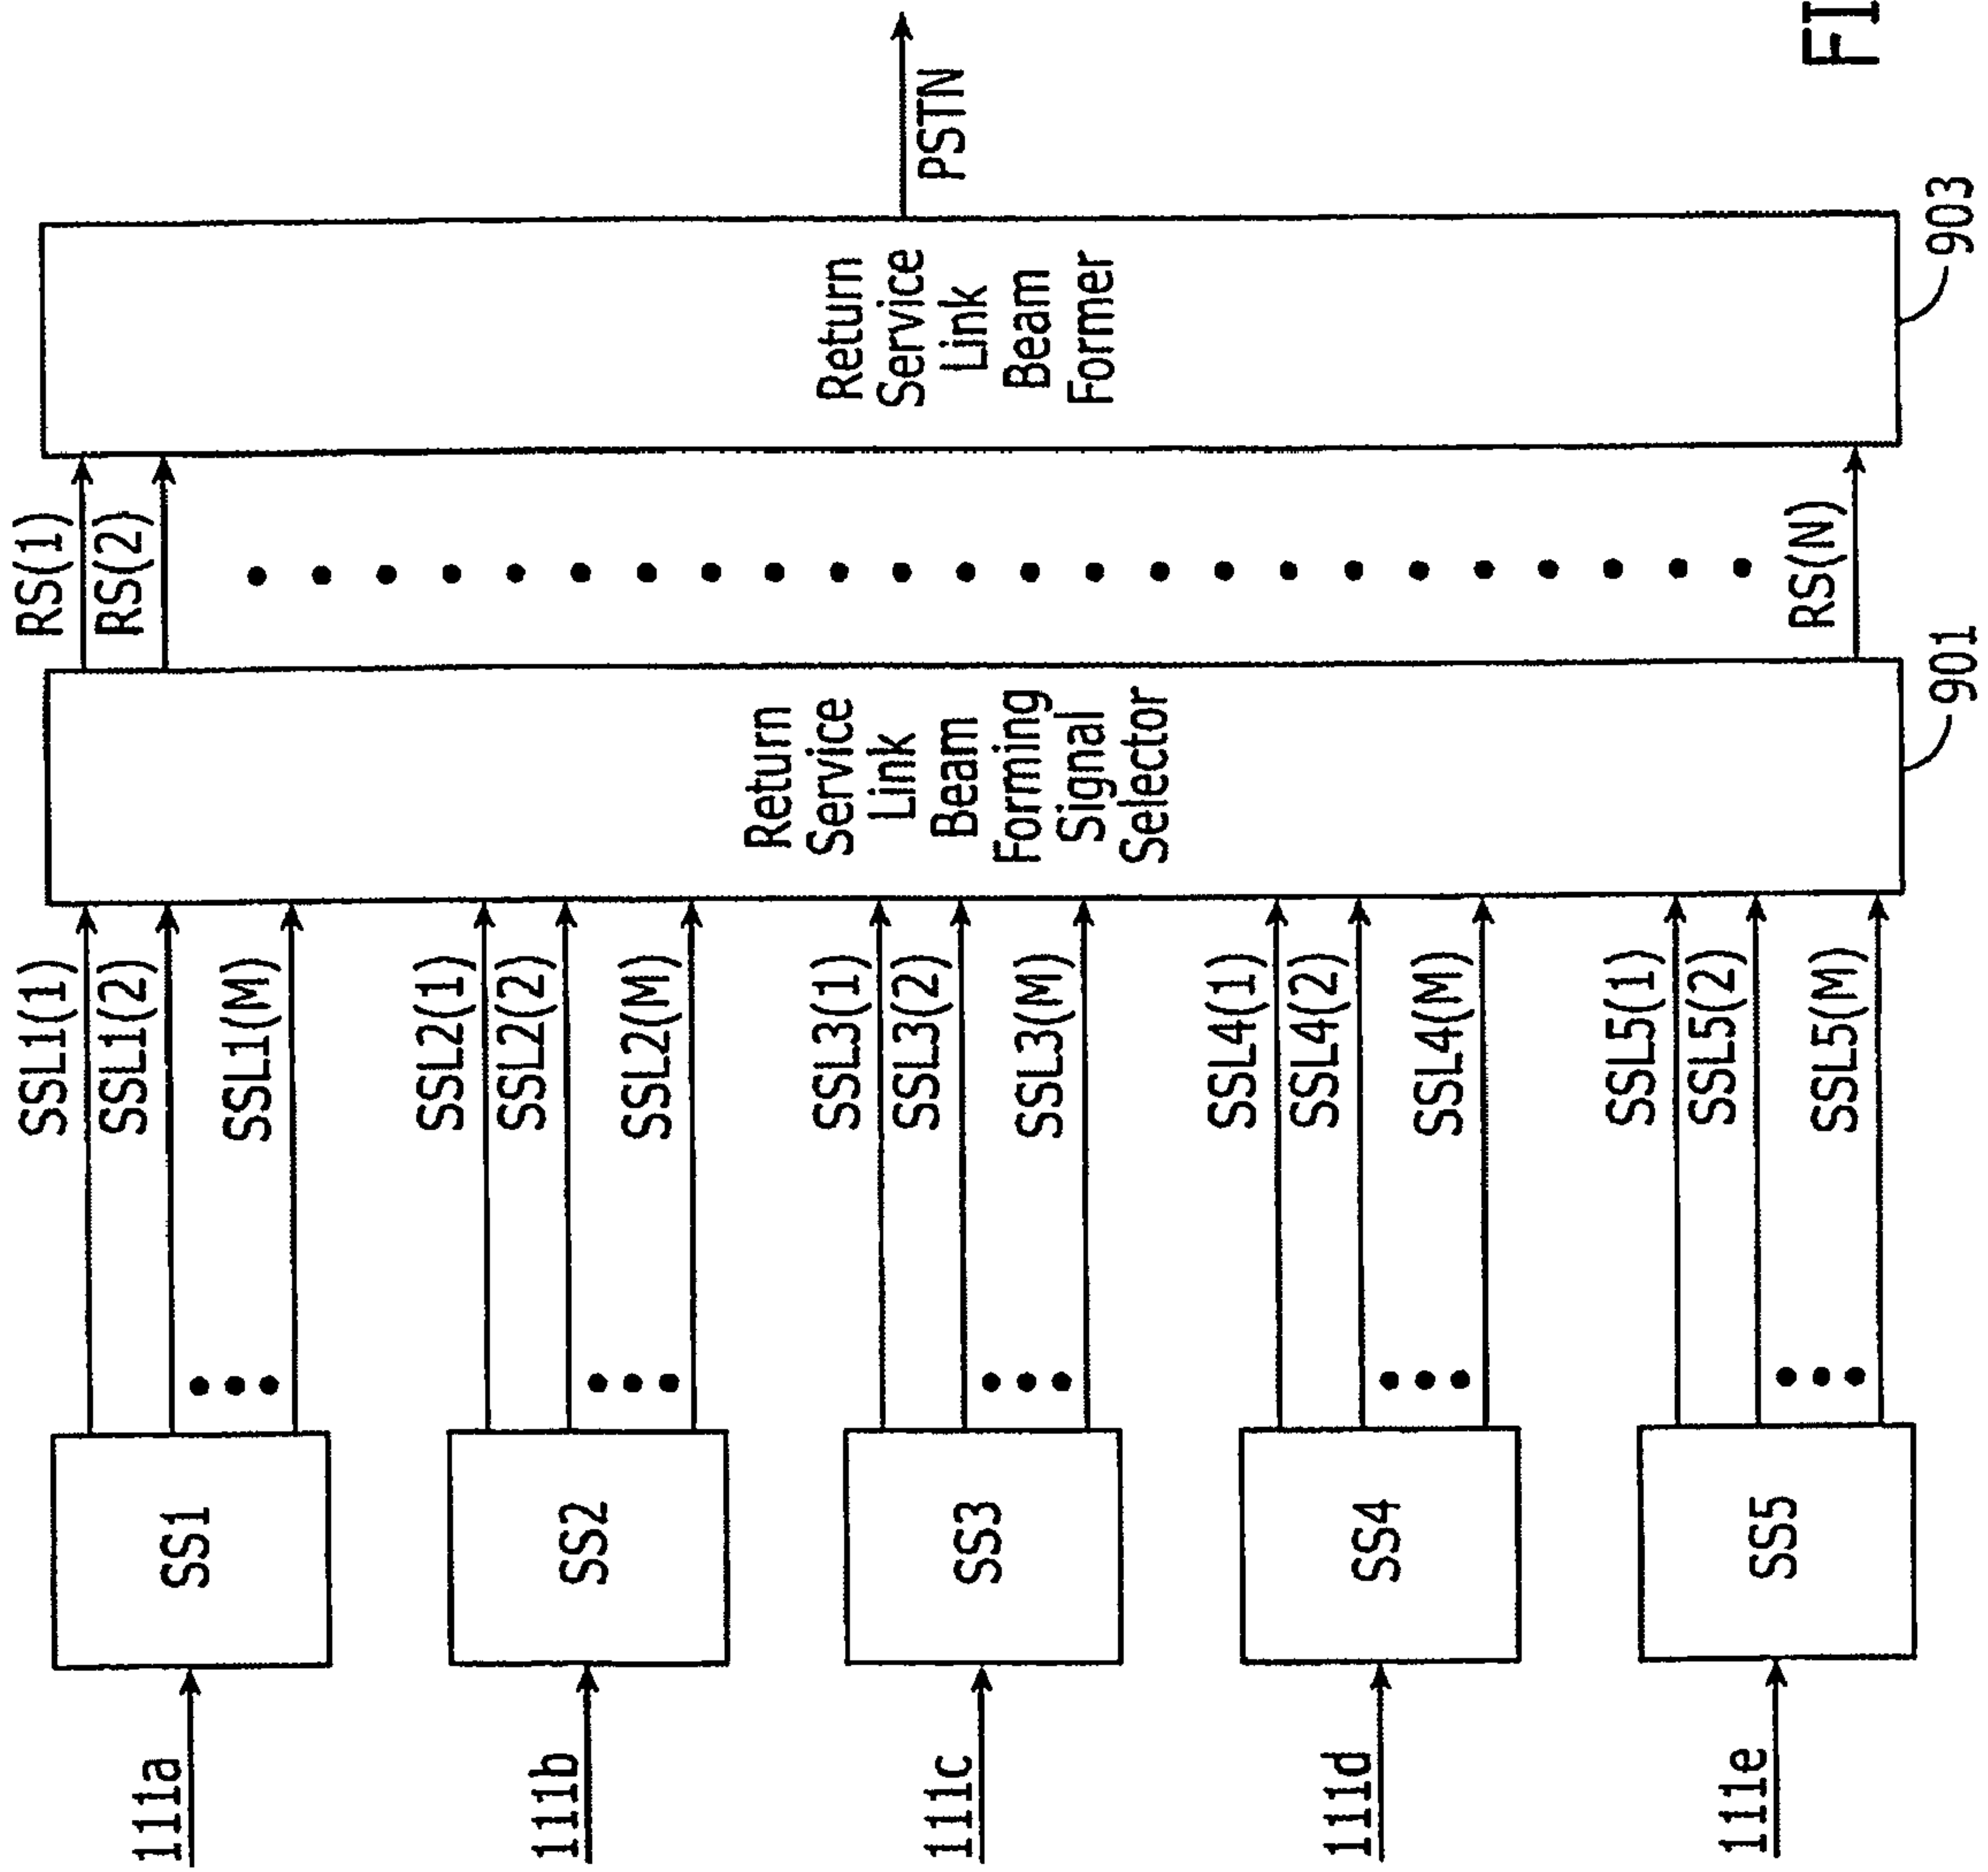 111a
SS1
SSL1(1)
SSL1(2)
SSL1(M)
111b
SS2
SSL2(1)
SSL2(2)
SSL2(M)
111c
SS3
SSL3(1)
SSL3(2)
SSL3(M)
111d
SS4
SSL4(1)
SSL4(2)
SSL4(M)
111e
SS5
SSL5(1)
SSL5(2)
SSL5(M)
Return
Service
Link
Beam
Forming
Signal
Selector
901
RS(1)
RS(2)
RS(N)
Return
Service
Link
Beam
Former
903
PSTN
FI